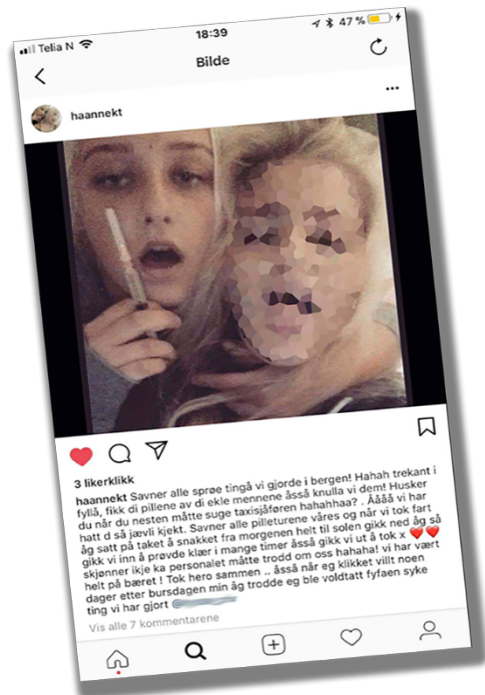 Telia N
18:39
47 %
Bilde
haannekt
3 likerklikk
haannekt Savner alle sprøe tingå vi gjorde i bergen! Hahah trekant i
fyllå, fikk di pillene av di ekle mennene åsså knulla vi dem! Husker
du når du nesten måtte suge taxisjåføren hahahhaa? . Åååå vi har
hatt d så jævli kjekt. Savner alle pilleturene våres og når vi tok fart
åg satt på taket å snakket fra morgenen helt til solen gikk ned åg så
gikk vi inn å prøvde klær i mange timer åsså gikk vi ut å tok x ❤️❤️
skjønner ikje ka personalet måtte trodd om oss hahaha! vi har vært
helt på bæret ! Tok hero sammen .. åsså når eg klikket villt noen
dager etter bursdagen min åg trodde eg ble voldtatt fyfaen syke
ting vi har gjort
Vis alle 7 kommentarene